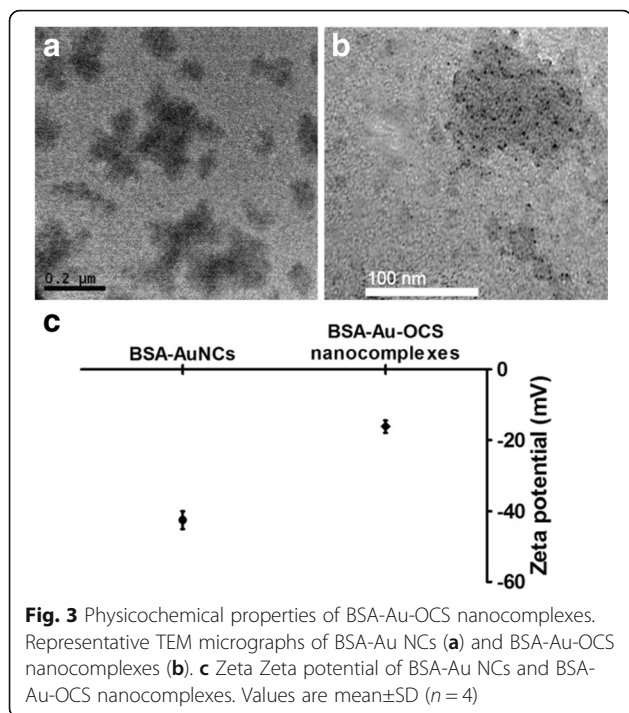 a
b
0.2 µm
100 nm
c
BSA-AuNCs
BSA-Au-OCS
nanocomplexes
0
-20
-40
-60
Zeta potential (mV)
Fig. 3 Physicochemical properties of BSA-Au-OCS nanocomplexes.
Representative TEM micrographs of BSA-Au NCs (a) and BSA-Au-OCS
nanocomplexes (b). c Zeta Zeta potential of BSA-Au NCs and BSA-
Au-OCS nanocomplexes. Values are mean±SD (n = 4)